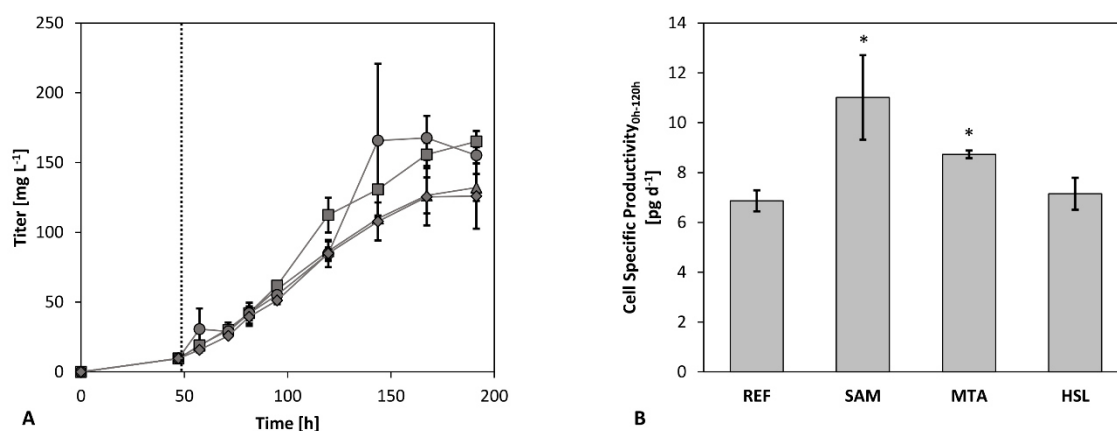 250
200
150
100
50
0
Titer [mg L⁻¹]
0 50 100 150 200
Time [h]
A
14
12
10
8
6
4
2
0
Cell Specific Productivity₀ₕ₋₁₂₀ₕ
[pg d⁻¹]
*
*
REF SAM MTA HSL
B